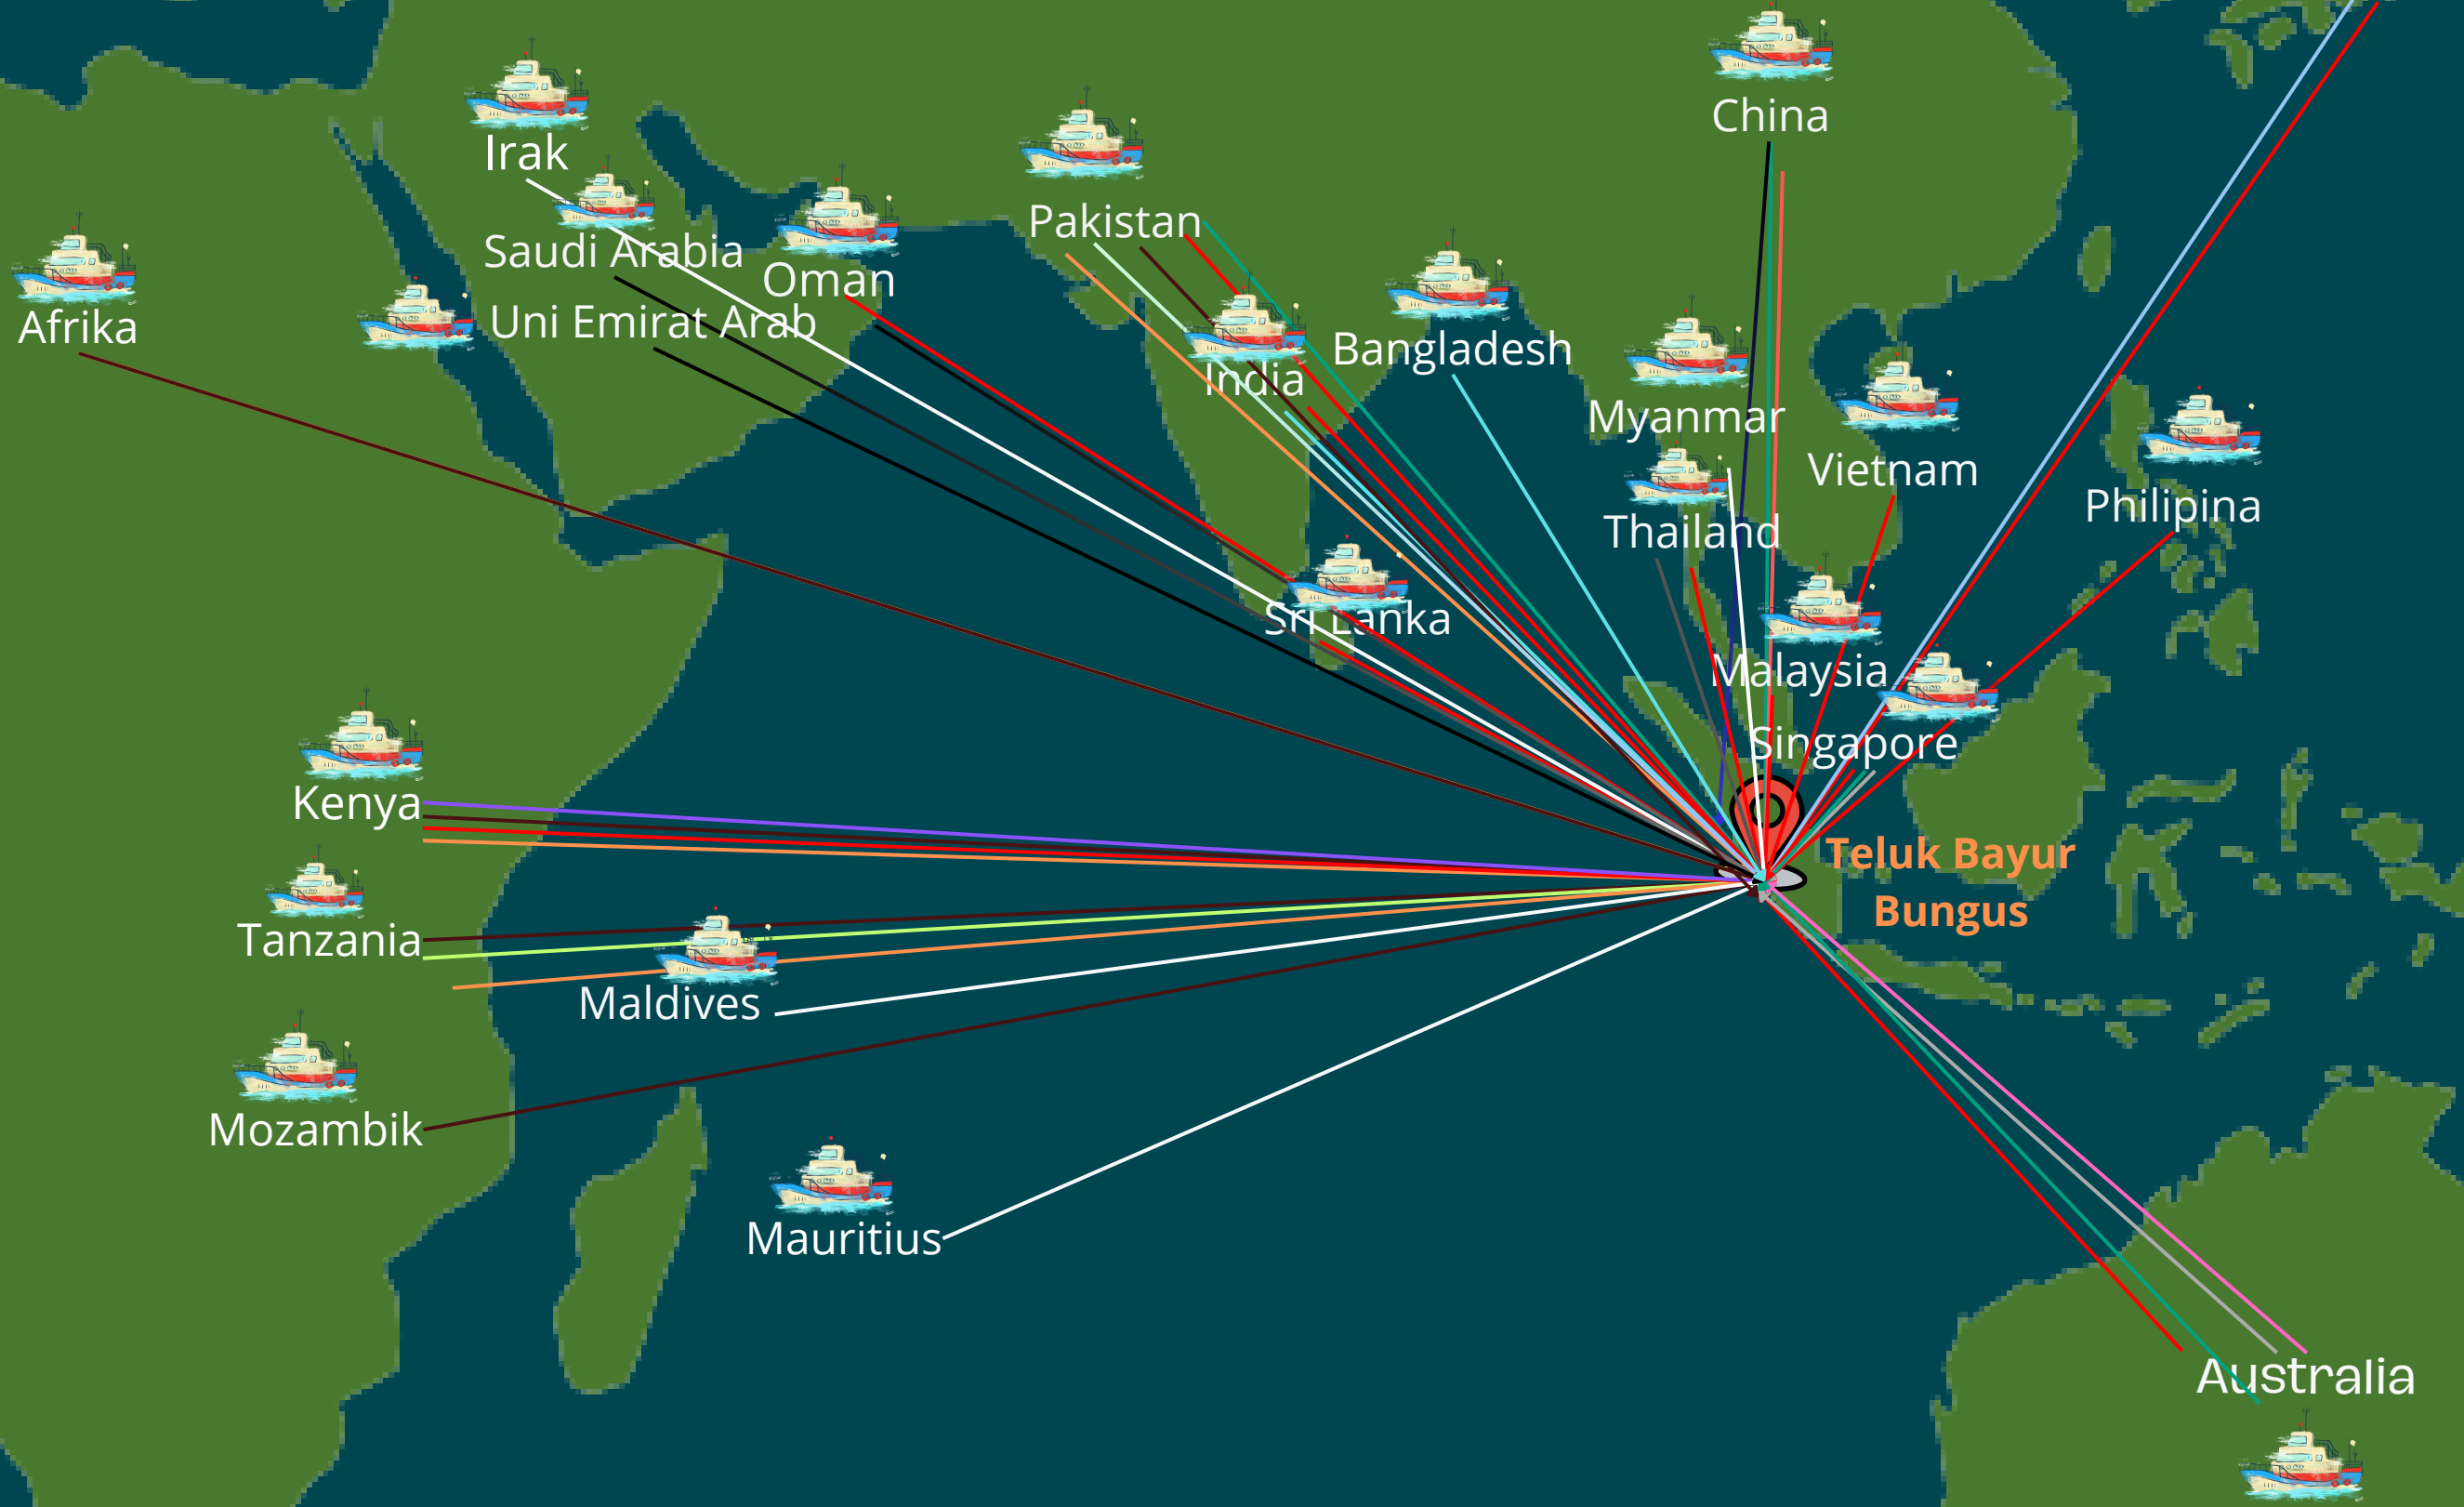 China
Irak
Pakistan
Saudi Arabia
Oman
Afrika
Uni Emirat Arab
Bangladesh
India
Myanmar
Vietnam
Philipina
Thailand
Sri Lanka
Malaysia
Singapore
Kenya
Teluk Bayur
Bungus
Tanzania
Maldives
Mozambik
Mauritius
Australia